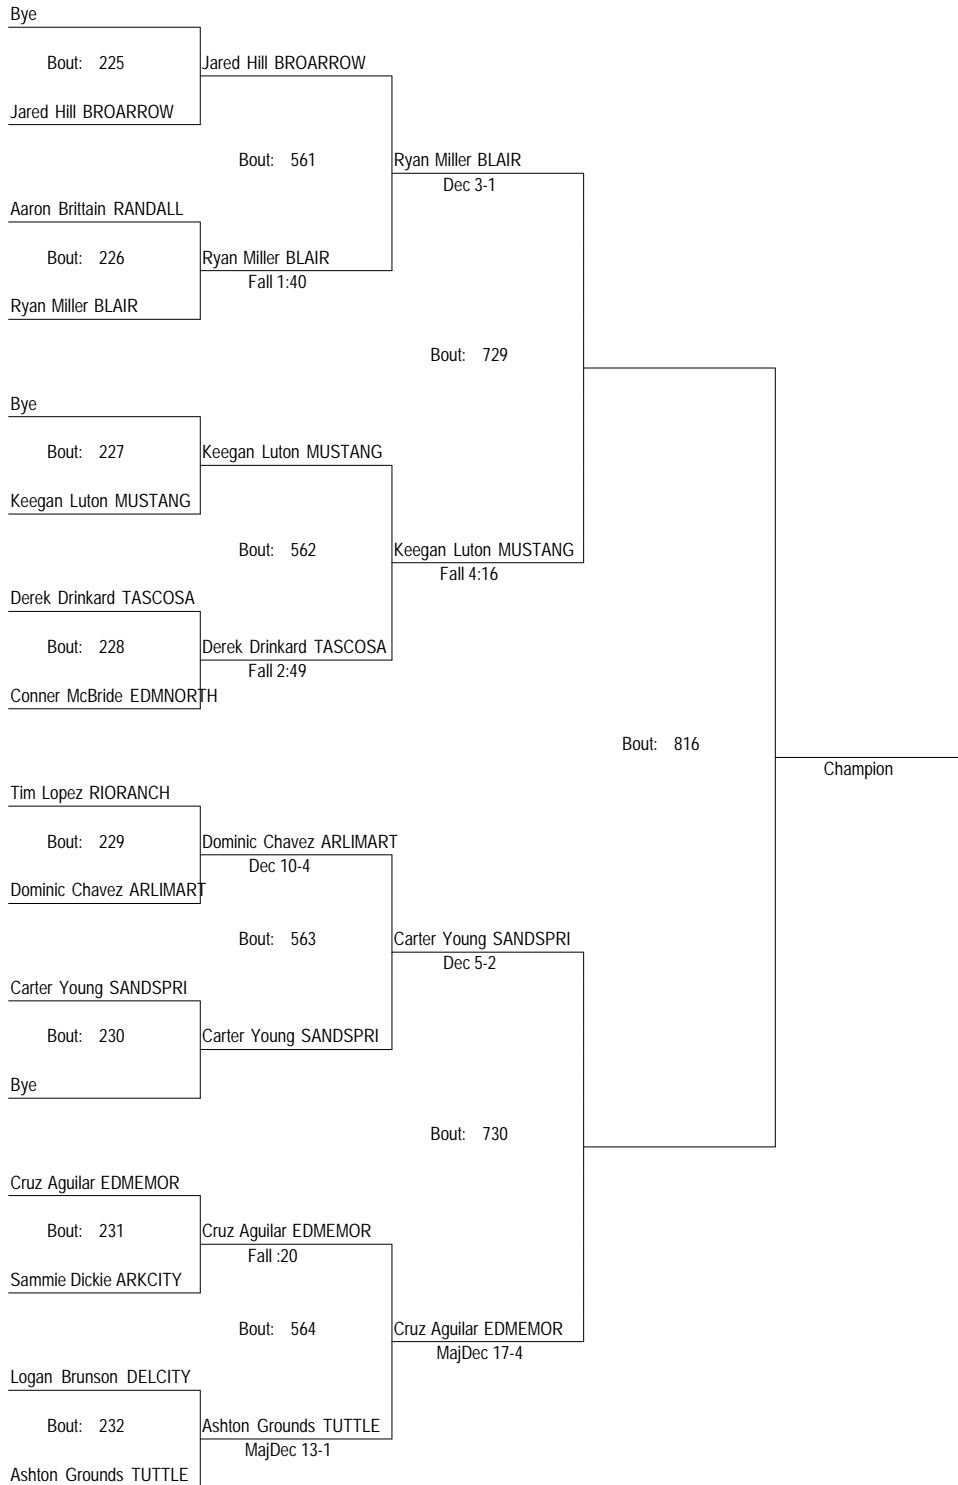 Bye
Bout: 225
Jared Hill BROARROW
Jared Hill BROARROW
Bout: 561
Ryan Miller BLAIR
Dec 3-1
Aaron Brittain RANDALL
Bout: 226
Ryan Miller BLAIR
Fall 1:40
Ryan Miller BLAIR
Bout: 729
Bye
Bout: 227
Keegan Luton MUSTANG
Keegan Luton MUSTANG
Bout: 562
Keegan Luton MUSTANG
Fall 4:16
Derek Drinkard TASCOSA
Bout: 228
Derek Drinkard TASCOSA
Fall 2:49
Conner McBride EDMNORTH
Bout: 816
Champion
Tim Lopez RIORANCH
Bout: 229
Dominic Chavez ARLIMART
Dec 10-4
Dominic Chavez ARLIMART
Bout: 563
Carter Young SANDSPRI
Dec 5-2
Carter Young SANDSPRI
Bout: 230
Carter Young SANDSPRI
Bye
Bout: 730
Cruz Aguilar EDMEMOR
Bout: 231
Cruz Aguilar EDMEMOR
Fall :20
Sammie Dickie ARKCITY
Bout: 564
Cruz Aguilar EDMEMOR
MajDec 17-4
Logan Brunson DELCITY
Bout: 232
Ashton Grounds TUTTLE
MajDec 13-1
Ashton Grounds TUTTLE